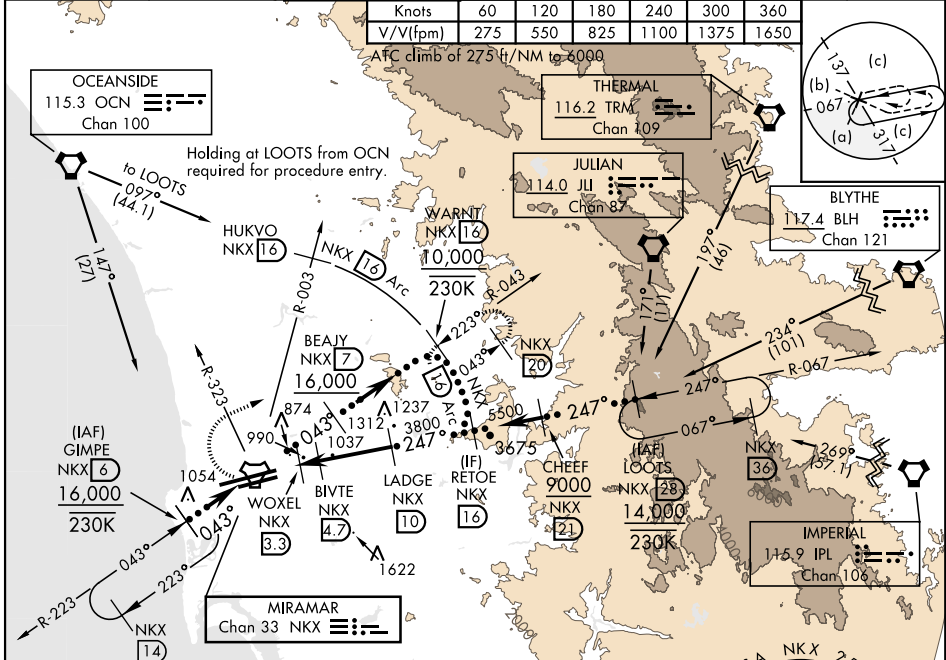 Knots 60 120 180 240 300 360
V/V(fpm) 275 550 825 1100 1375 1650
ATC climb of 275 ft/NM to 6000
137
(c)
(b)
067
(a)
(c)
317
OCEANSIDE
115.3 OCN
Chan 100
THERMAL
116.2 TRM
Chan 109
Holding at LOOTS from OCN
required for procedure entry.
JULIAN
114.0 JLI
Chan 87
BLYTHE
117.4 BLH
Chan 121
to LOOTS
097°
(44.1)
147°
(27)
HUKVO
NKX 16
NKX 16 Arc
WARNT
NKX 16
10,000
230K
R-003
R-043
223°
043°
197°
(46)
171°
234°
(101)
R-067
BEAJY
NKX 7
16,000
NKX
20
16
NKX
Arc
R-323
874
990
043°
1312
1237
1037
3800
247°
5500
3675
247°
247°
067°
(IAF)
GIMPE
NKX 6
16,000
230K
1054
043°
WOXEL
NKX
3.3
BIVTE
NKX
4.7
LADGE
NKX
10
(IF)
RETOE
NKX
16
CHEEF
9000
NKX
21
(IAF)
LOOTS
NKX 28
14,000
230K
NKX
36
269°
(57.1)
043°
223°
R-223
1622
NKX
14
MIRAMAR
Chan 33 NKX
IMPERIAL
115.9 IPL
Chan 106
4000
2000
NKX